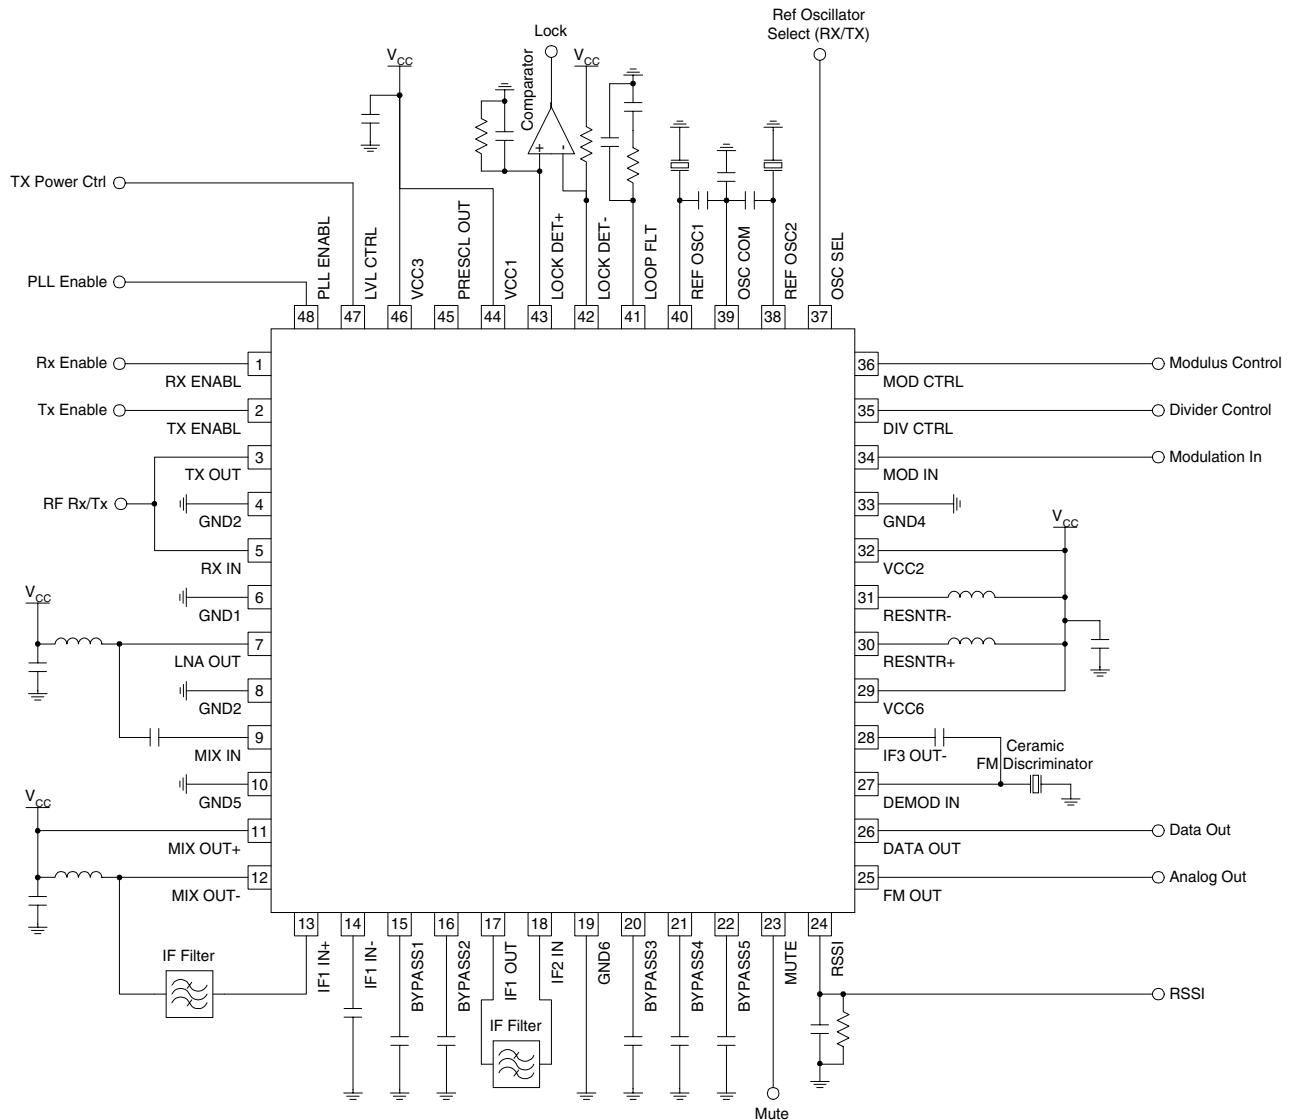 Ref Oscillator
Select (RX/TX)
Lock
V_CC
V_CC
Comparator
+
-
TX Power Ctrl
PLL Enable
PLL ENABL
LVL CTRL
VCC3
PRESCL OUT
VCC1
LOCK DET+
LOCK DET-
LOOP FLT
REF OSC1
OSC COM
REF OSC2
OSC SEL
48 47 46 45 44 43 42 41 40 39 38 37
Rx Enable
1
RX ENABL
Tx Enable
2
TX ENABL
3
TX OUT
RF Rx/Tx
4
GND2
5
RX IN
6
GND1
V_CC
7
LNA OUT
8
GND2
9
MIX IN
10
GND5
V_CC
11
MIX OUT+
12
MIX OUT-
36
MOD CTRL
Modulus Control
35
DIV CTRL
Divider Control
34
MOD IN
Modulation In
33
GND4
V_CC
32
VCC2
31
RESNTR-
30
RESNTR+
29
VCC6
28
IF3 OUT-
Ceramic
FM Discriminator
27
DEMOD IN
26
DATA OUT
Data Out
25
FM OUT
Analog Out
13 14 15 16 17 18 19 20 21 22 23 24
IF1 IN+
IF1 IN-
BYPASS1
BYPASS2
IF1 OUT
IF2 IN
GND6
BYPASS3
BYPASS4
BYPASS5
MUTE
RSSI
IF Filter
RSSI
IF Filter
Mute